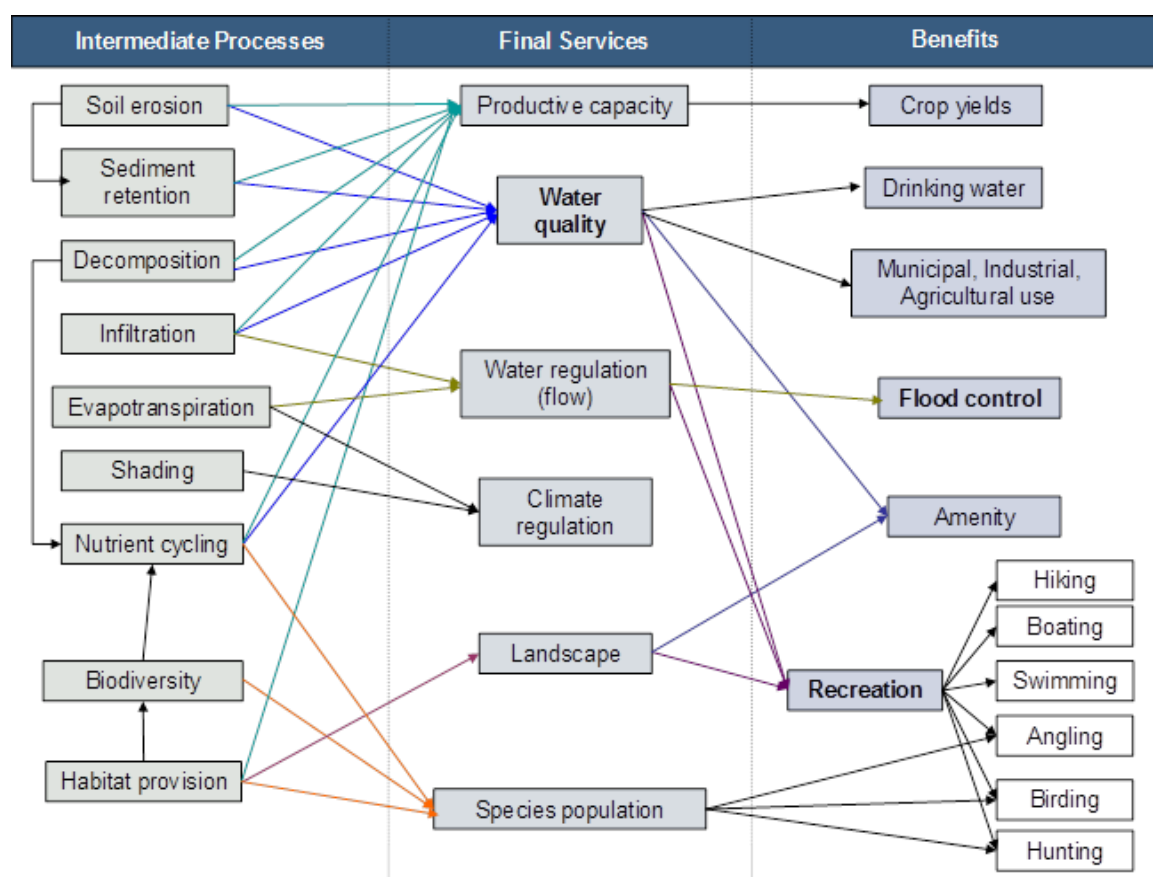 Intermediate Processes
Final Services
Benefits
Soil erosion
Sediment
retention
Decomposition
Infiltration
Evapotranspiration
Shading
Nutrient cycling
Biodiversity
Habitat provision
Productive capacity
Water
quality
Water regulation
(flow)
Climate
regulation
Landscape
Species population
Crop yields
Drinking water
Municipal, Industrial,
Agricultural use
Flood control
Amenity
Recreation
Hiking
Boating
Swimming
Angling
Birding
Hunting